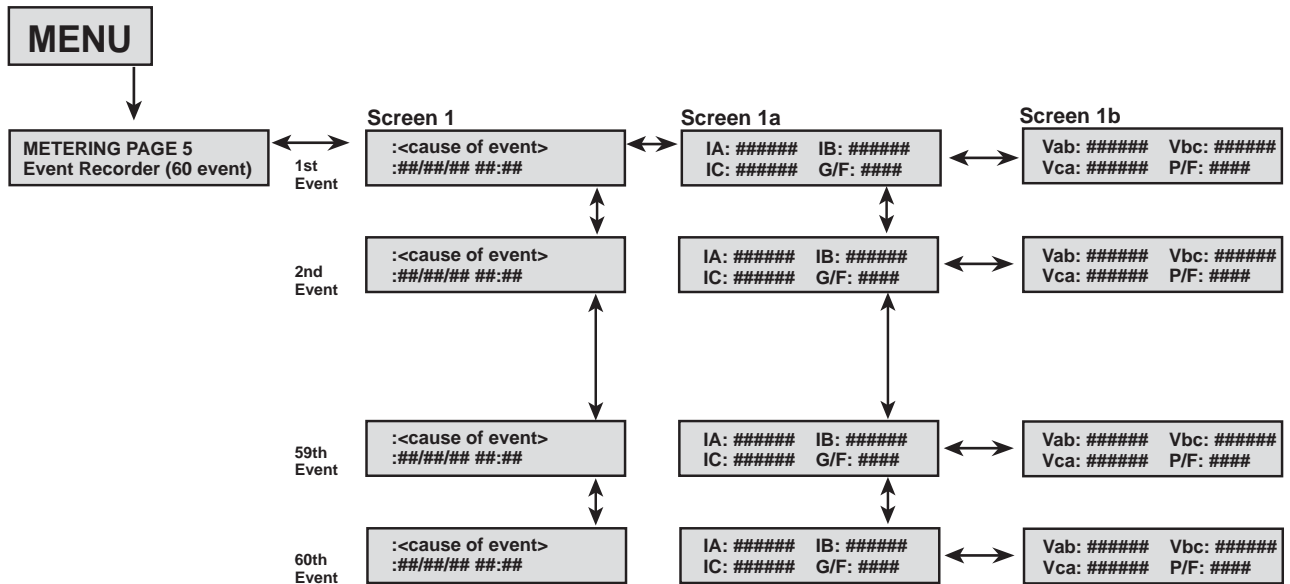 MENU
METERING PAGE 5
Event Recorder (60 event)
1st
Event
Screen 1
:<cause of event>
:##/##/## ##:##
Screen 1a
IA: ###### IB: ######
IC: ###### G/F: ####
Screen 1b
Vab: ###### Vbc: ######
Vca: ###### P/F: ####
2nd
Event
:<cause of event>
:##/##/## ##:##
IA: ###### IB: ######
IC: ###### G/F: ####
Vab: ###### Vbc: ######
Vca: ###### P/F: ####
59th
Event
:<cause of event>
:##/##/## ##:##
IA: ###### IB: ######
IC: ###### G/F: ####
Vab: ###### Vbc: ######
Vca: ###### P/F: ####
60th
Event
:<cause of event>
:##/##/## ##:##
IA: ###### IB: ######
IC: ###### G/F: ####
Vab: ###### Vbc: ######
Vca: ###### P/F: ####